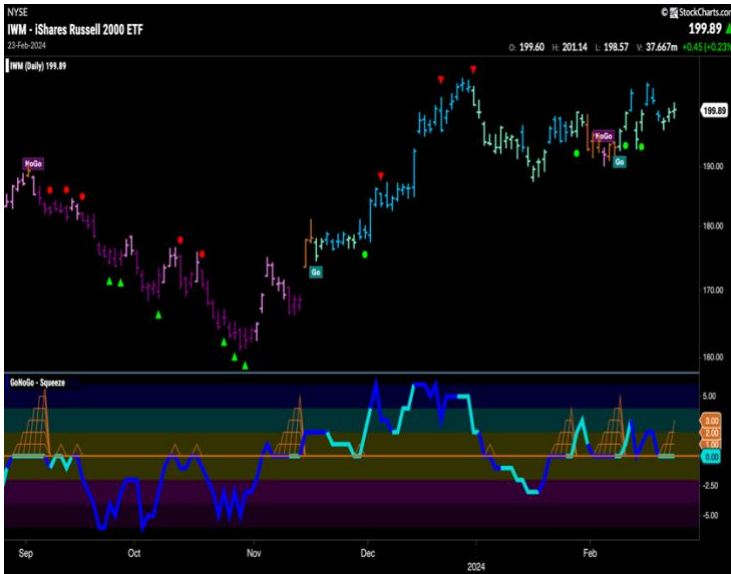 NYSE
© StockCharts.com
IWM - iShares Russell 2000 ETF
199.89
23-Feb-2024
O: 199.60 H: 201.14 L: 198.57 V: 37.667m +0.45 (+0.23%
IWM (Daily) 199.89
199.89
NoGo
NoGo
Go
190.00
180.00
Go
170.00
160.00
GoNoGo - Squeeze
5.00
3.00
2.00
1.00
0.00
-2.50
-5.00
Sep Oct Nov Dec Feb
2024